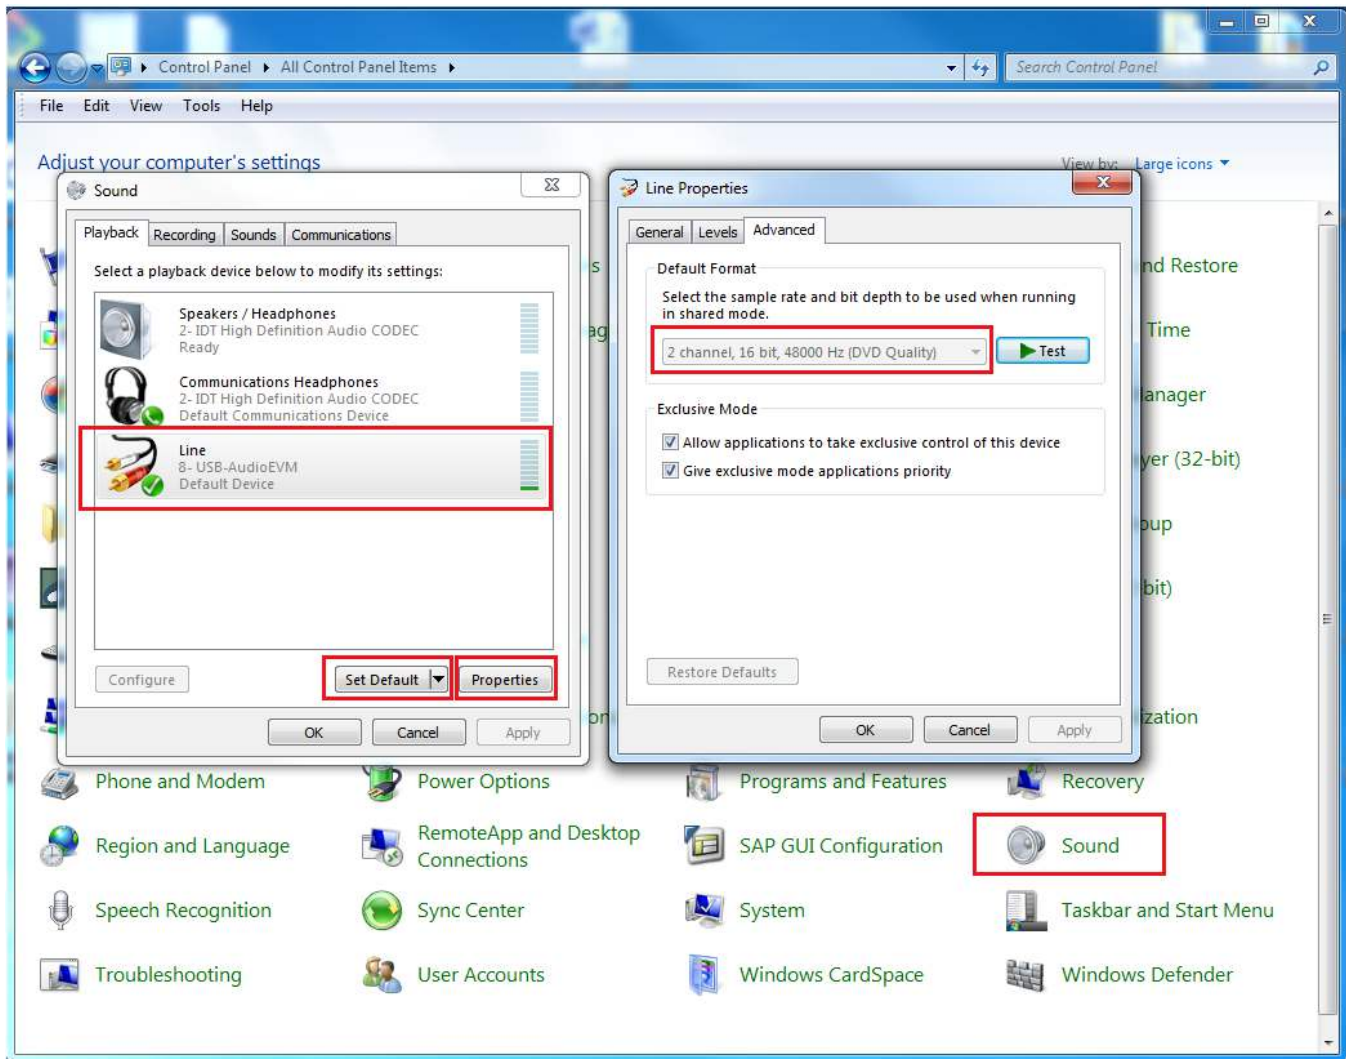 Control Panel All Control Panel Items
Search Control Panel
File Edit View Tools Help
Adjust your computer's settings
View by: Large icons
Sound
Playback Recording Sounds Communications
Select a playback device below to modify its settings:
Speakers / Headphones
2- IDT High Definition Audio CODEC
Ready
Communications Headphones
2- IDT High Definition Audio CODEC
Default Communications Device
Line
8- USB-AudioEVM
Default Device
Configure Set Default Properties
OK Cancel Apply
Line Properties
General Levels Advanced
Default Format
Select the sample rate and bit depth to be used when running
in shared mode.
2 channel, 16 bit, 48000 Hz (DVD Quality) Test
Exclusive Mode
Allow applications to take exclusive control of this device
Give exclusive mode applications priority
Restore Defaults
OK Cancel Apply
nd Restore
Time
anager
yer (32-bit)
oup
bit)
zation
Phone and Modem Power Options Programs and Features Recovery
Region and Language RemoteApp and Desktop
Connections SAP GUI Configuration Sound
Speech Recognition Sync Center System Taskbar and Start Menu
Troubleshooting User Accounts Windows CardSpace Windows Defender